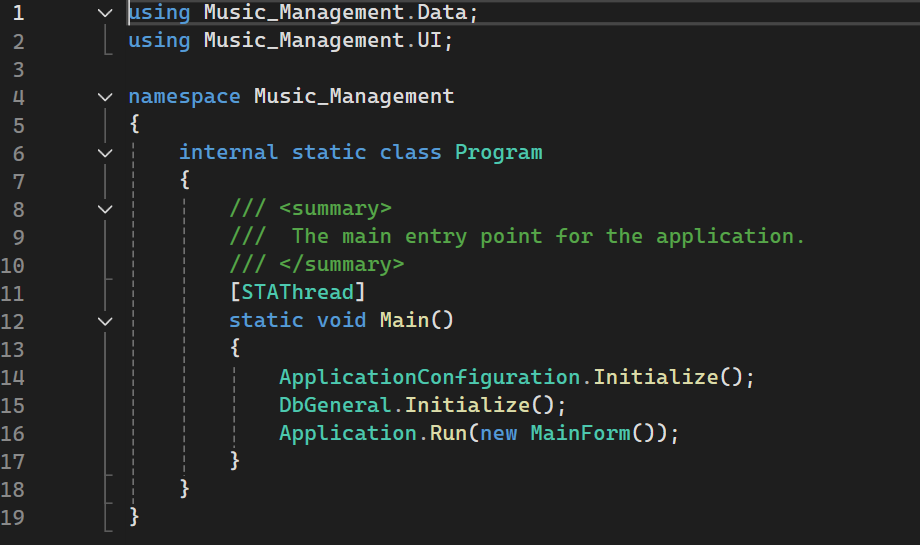 1 using Music_Management.Data;
2 using Music_Management.UI;
3
4 namespace Music_Management
5 {
6 internal static class Program
7 {
8 /// <summary>
9 ///  The main entry point for the application.
10 /// </summary>
11 [STAThread]
12 static void Main()
13 {
14 ApplicationConfiguration.Initialize();
15 DbGeneral.Initialize();
16 Application.Run(new MainForm());
17 }
18 }
19 }